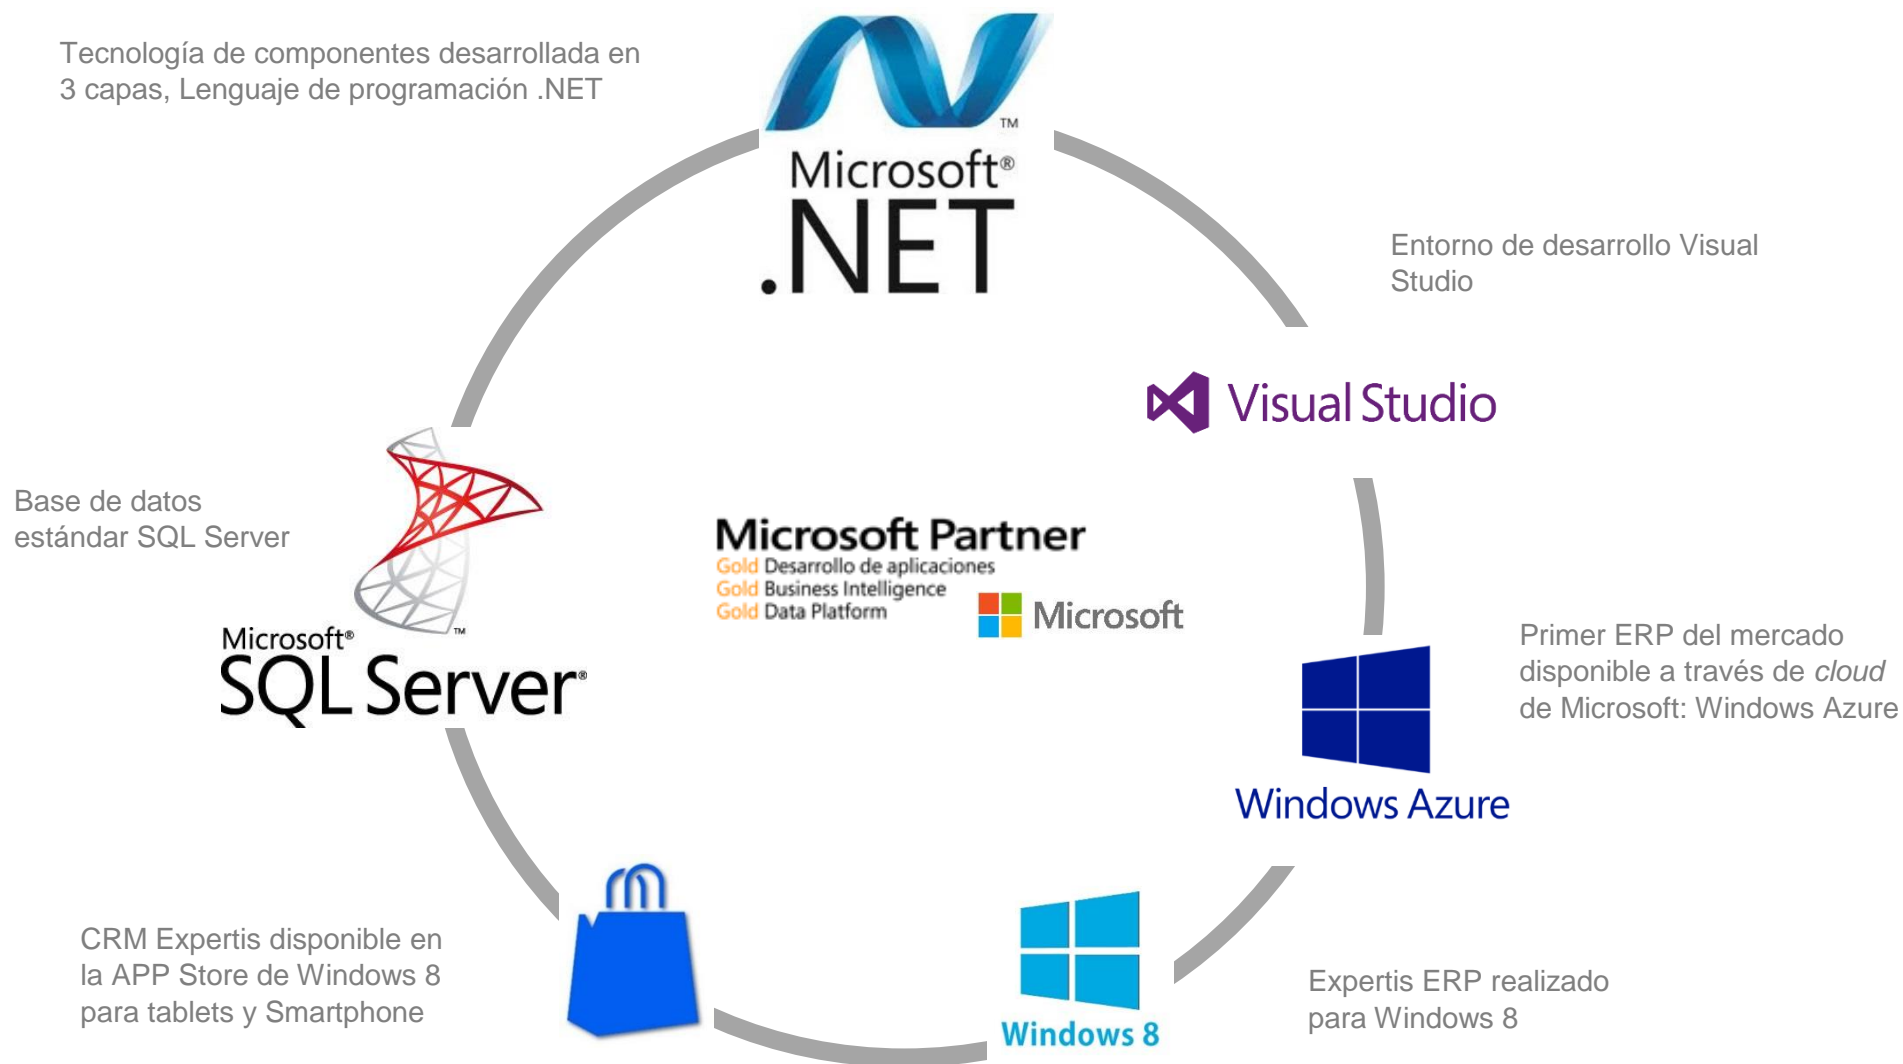 Tecnología de componentes desarrollada en
3 capas, Lenguaje de programación .NET
TM
Microsoft®
.NET
Entorno de desarrollo Visual
Studio
Visual Studio
Base de datos
estándar SQL Server
TM
Microsoft®
SQL Server®
Microsoft Partner
Gold Desarrollo de aplicaciones
Gold Business Intelligence
Gold Data Platform
Microsoft
Primer ERP del mercado
disponible a través de cloud
de Microsoft: Windows Azure
Windows Azure
CRM Expertis disponible en
la APP Store de Windows 8
para tablets y Smartphone
Windows 8
Expertis ERP realizado
para Windows 8